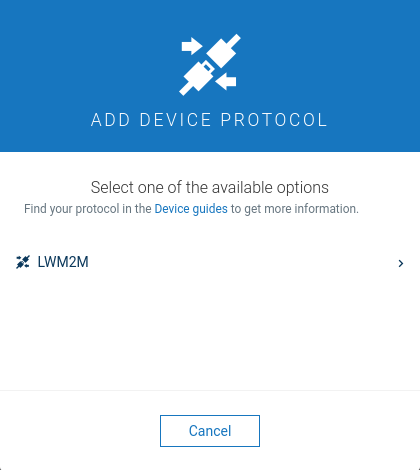 ADD DEVICE PROTOCOL
Select one of the available options
Find your protocol in the Device guides to get more information.
LWM2M
Cancel